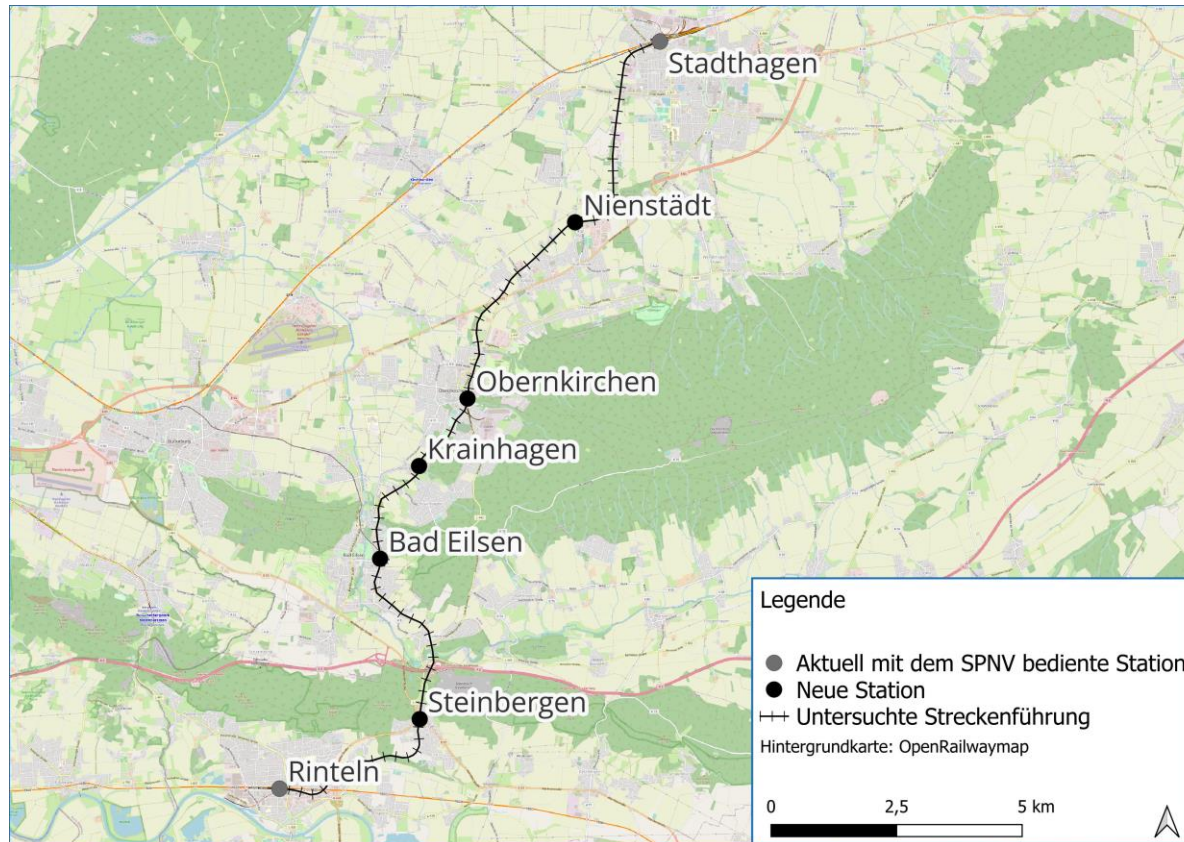 Stadthagen
Nienstädt
Obernkirchen
Krainhagen
Bad Eilsen
Steinbergen
Rinteln
Legende
Aktuell mit dem SPNV bediente Station
Neue Station
Untersuchte Streckenführung
Hintergrundkarte: OpenRailwaymap
0 2,5 5 km